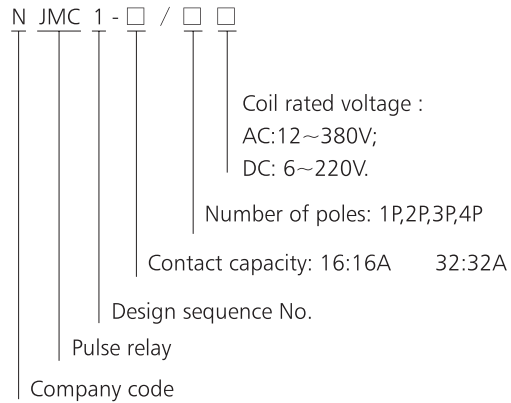 N JMC 1 - □ / □ □
Coil rated voltage :
AC:12~380V;
DC: 6~220V.
Number of poles: 1P,2P,3P,4P
Contact capacity: 16:16A 32:32A
Design sequence No.
Pulse relay
Company code